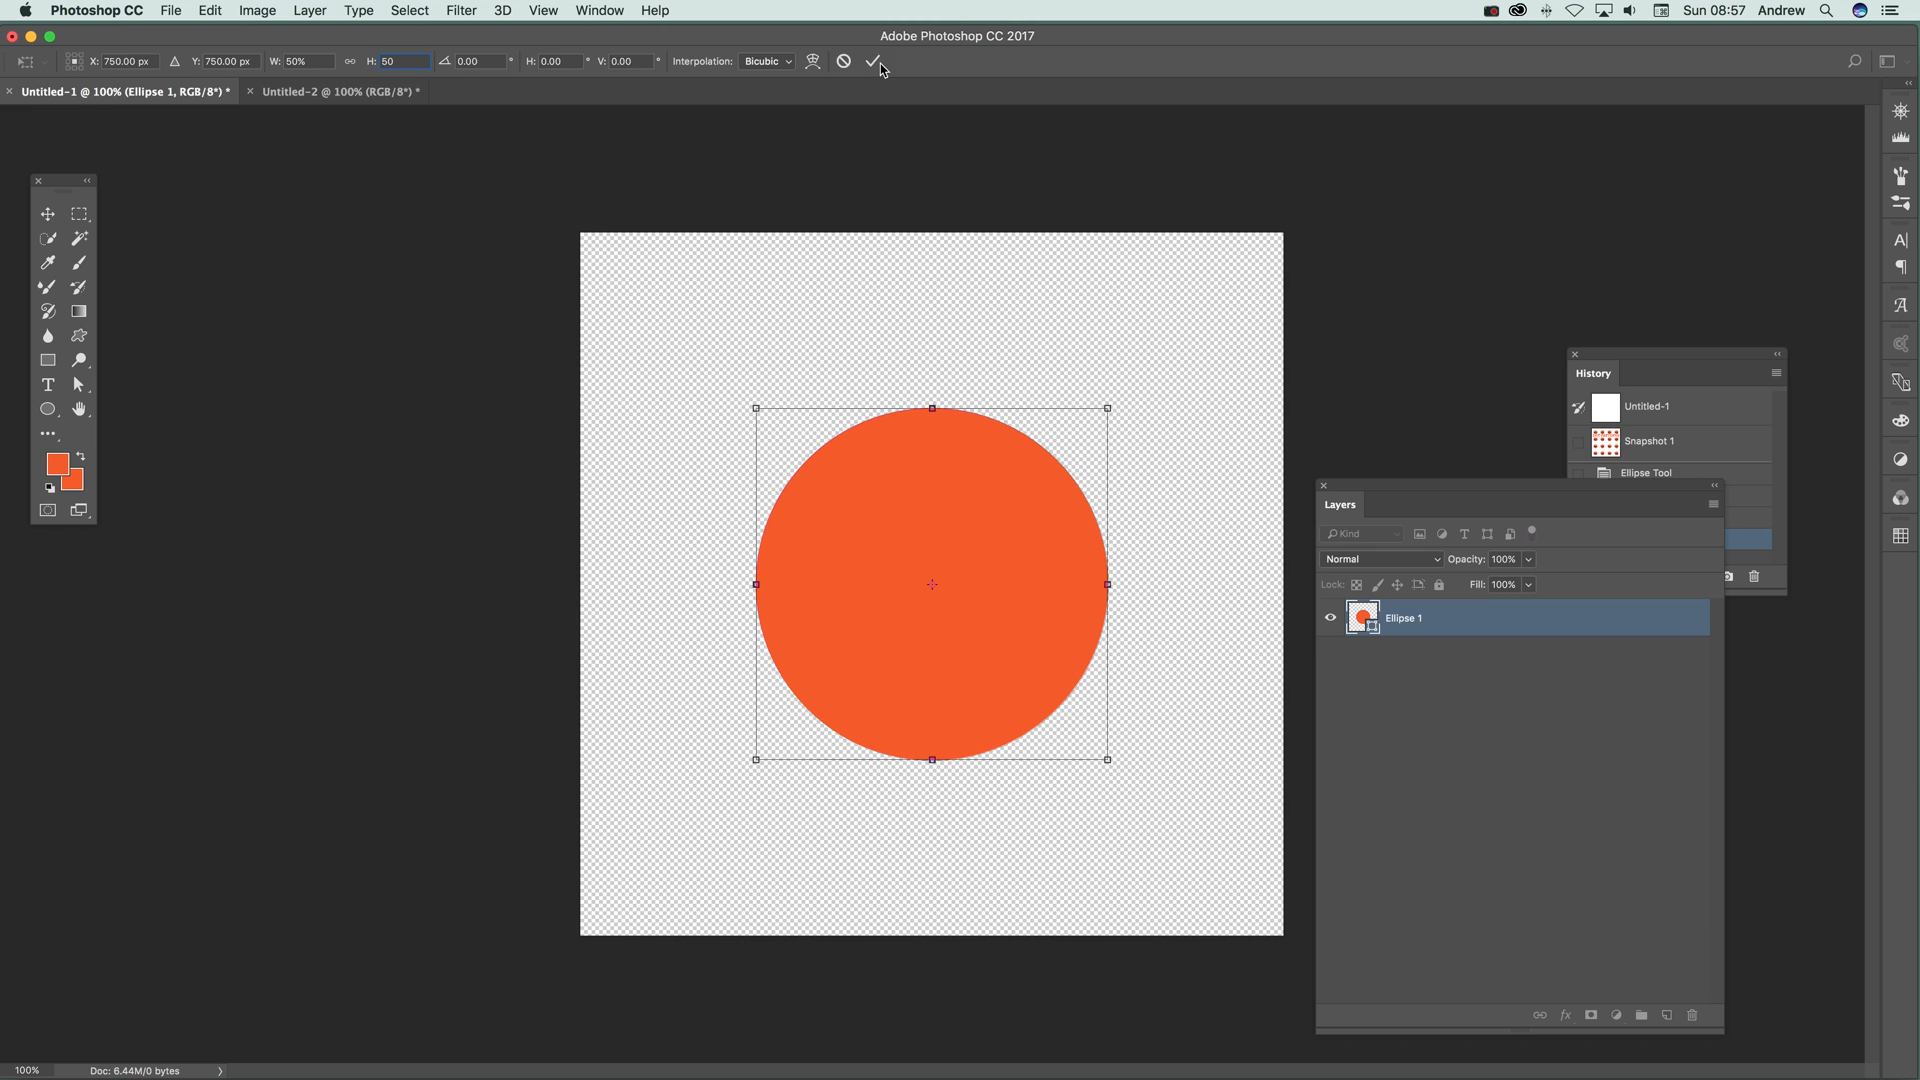 Photoshop CC File Edit Image Layer Type Select Filter 3D View Window Help Sun 08:57 Andrew
Adobe Photoshop CC 2017
X: 750.00 px Y: 750.00 px W: 50% H: 50 0.00 ° H: 0.00 ° V: 0.00 ° Interpolation: Bicubic
Untitled-1 @ 100% (Ellipse 1, RGB/8*) * Untitled-2 @ 100% (RGB/8*) *
History
Untitled-1
Snapshot 1
Ellipse Tool
Layers
Kind
Normal Opacity: 100%
Lock: Fill: 100%
Ellipse 1
fx
100% Doc: 6.44M/0 bytes